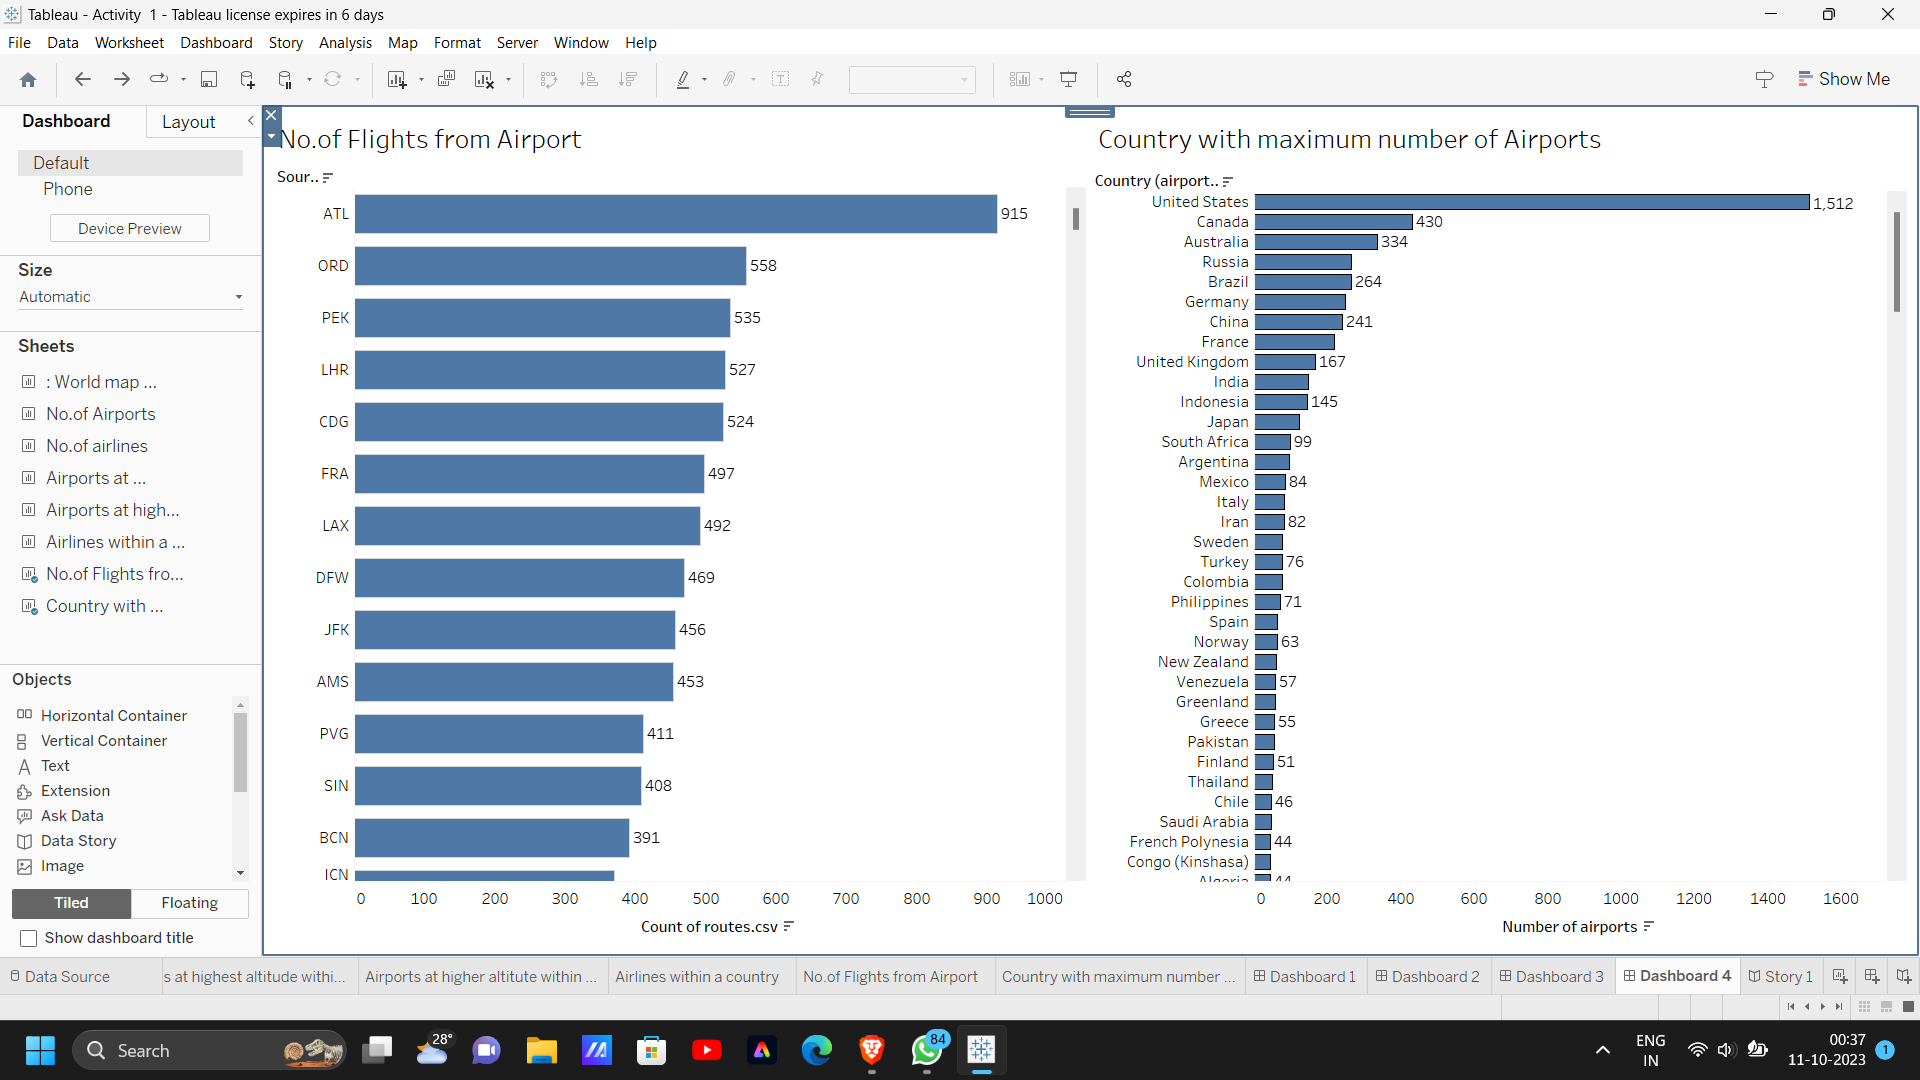 Tableau - Activity 1 - Tableau license expires in 6 days
File Data Worksheet Dashboard Story Analysis Map Format Server Window Help
Show Me
Dashboard Layout
Default
Phone
Device Preview
Size
Automatic
Sheets
: World map ...
No.of Airports
No.of airlines
Airports at ...
Airports at high...
Airlines within a ...
No.of Flights fro...
Country with ...
Objects
Horizontal Container
Vertical Container
Text
Extension
Ask Data
Data Story
Image
Tiled Floating
Show dashboard title
No.of Flights from Airport
Sour..
ATL 915
ORD 558
PEK 535
LHR 527
CDG 524
FRA 497
LAX 492
DFW 469
JFK 456
AMS 453
PVG 411
SIN 408
BCN 391
ICN
0 100 200 300 400 500 600 700 800 900 1000
Count of routes.csv
Country with maximum number of Airports
Country (airport..
United States 1,512
Canada 430
Australia 334
Russia
Brazil 264
Germany
China 241
France
United Kingdom 167
India
Indonesia 145
Japan
South Africa 99
Argentina
Mexico 84
Italy
Iran 82
Sweden
Turkey 76
Colombia
Philippines 71
Spain
Norway 63
New Zealand
Venezuela 57
Greenland
Greece 55
Pakistan
Finland 51
Thailand
Chile 46
Saudi Arabia
French Polynesia 44
Congo (Kinshasa)
Algeria 44
0 200 400 600 800 1000 1200 1400 1600
Number of airports
Data Source s at highest altitude withi... Airports at higher altitute within ... Airlines within a country No.of Flights from Airport Country with maximum number ... Dashboard 1 Dashboard 2 Dashboard 3 Dashboard 4 Story 1
Search 28° 84 ENG IN 00:37 11-10-2023 1